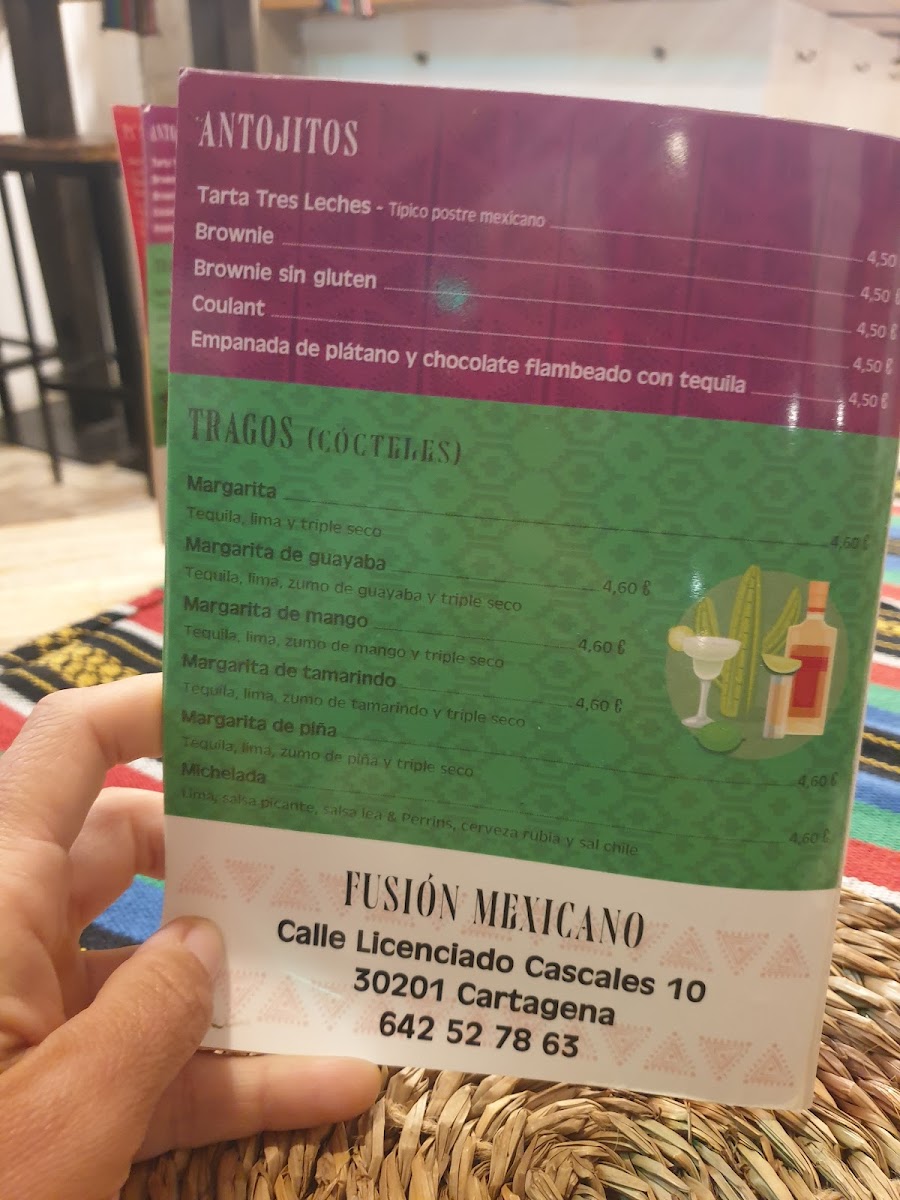 ANTOJITOS
Tarta Tres Leches - Típico postre mexicano 4,50
Brownie 4,50 €
Brownie sin gluten 4,50 €
Coulant 4,50 €
Empanada de plátano y chocolate flambeado con tequila 4,50 €
TRAGOS (CÓCTELES)
Margarita 4,60 €
Tequila, lima y triple seco
Margarita de guayaba 4,60 €
Tequila, lima, zumo de guayaba y triple seco
Margarita de mango 4,60 €
Tequila, lima, zumo de mango y triple seco
Margarita de tamarindo 4,60 €
Tequila, lima, zumo de tamarindo y triple seco
Margarita de piña 4,60 €
Tequila, lima, zumo de piña y triple seco
Michelada 4,60 €
Lima, salsa picante, salsa lea & Perrins, cerveza rubia y sal chile
FUSIÓN MEXICANO
Calle Licenciado Cascales 10
30201 Cartagena
642 52 78 63